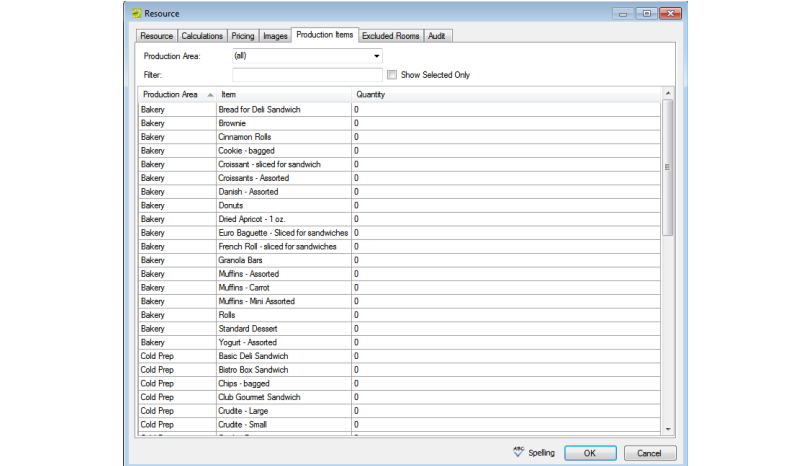 Resource
Resource Calculations Pricing Images Production Items Excluded Rooms Audit
Production Area: (all)
Filter: Show Selected Only
Production Area Item Quantity
Bakery Bread for Deli Sandwich 0
Bakery Brownie 0
Bakery Cinnamon Rolls 0
Bakery Cookie - bagged 0
Bakery Croissant - sliced for sandwich 0
Bakery Croissants - Assorted 0
Bakery Danish - Assorted 0
Bakery Donuts 0
Bakery Dried Apricot - 1 oz. 0
Bakery Euro Baguette - Sliced for sandwiches 0
Bakery French Roll - sliced for sandwiches 0
Bakery Granola Bars 0
Bakery Muffins - Assorted 0
Bakery Muffins - Carrot 0
Bakery Muffins - Mini Assorted 0
Bakery Rolls 0
Bakery Standard Dessert 0
Bakery Yogurt - Assorted 0
Cold Prep Basic Deli Sandwich 0
Cold Prep Bistro Box Sandwich 0
Cold Prep Chips - bagged 0
Cold Prep Club Gourmet Sandwich 0
Cold Prep Crudite - Large 0
Cold Prep Crudite - Small 0
ABC Spelling OK Cancel